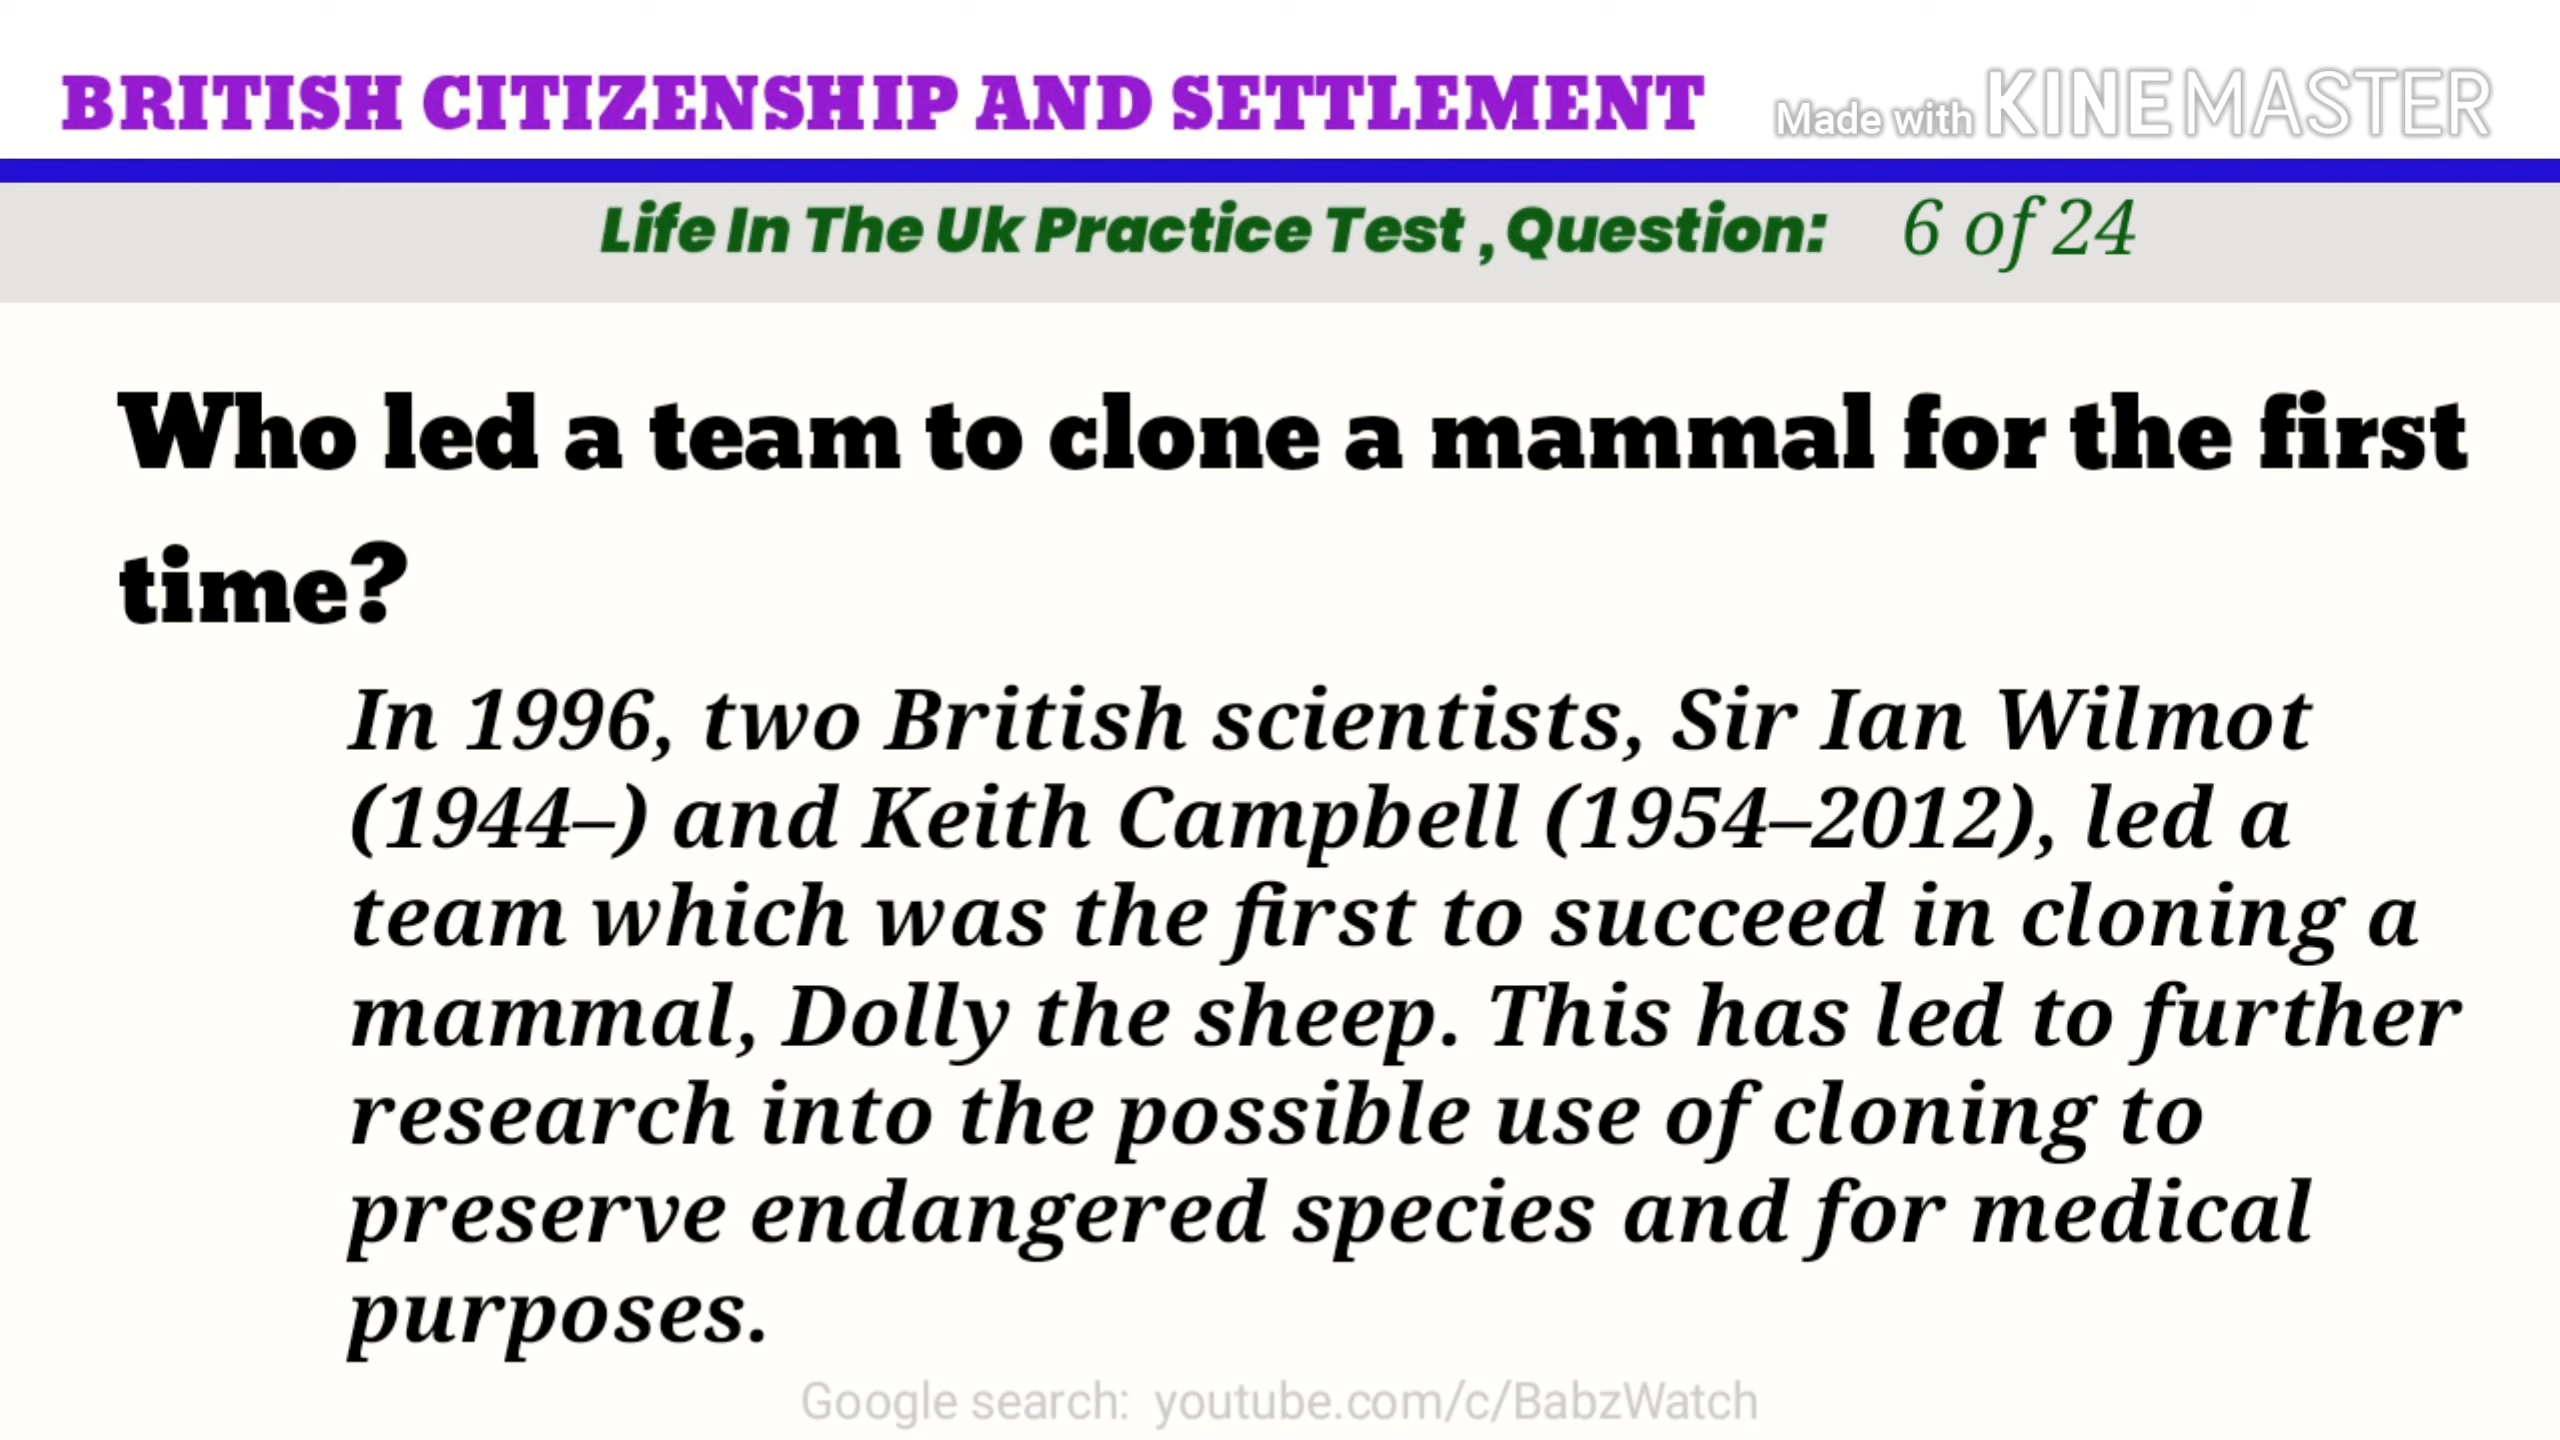 BRITISH CITIZENSHIP AND SETTLEMENT
Made with KINEMASTER
Life In The Uk Practice Test , Question: 6 of 24
Who led a team to clone a mammal for the first
time?
In 1996, two British scientists, Sir Ian Wilmot
(1944–) and Keith Campbell (1954–2012), led a
team which was the first to succeed in cloning a
mammal, Dolly the sheep. This has led to further
research into the possible use of cloning to
preserve endangered species and for medical
purposes.
Google search: youtube.com/c/BabzWatch